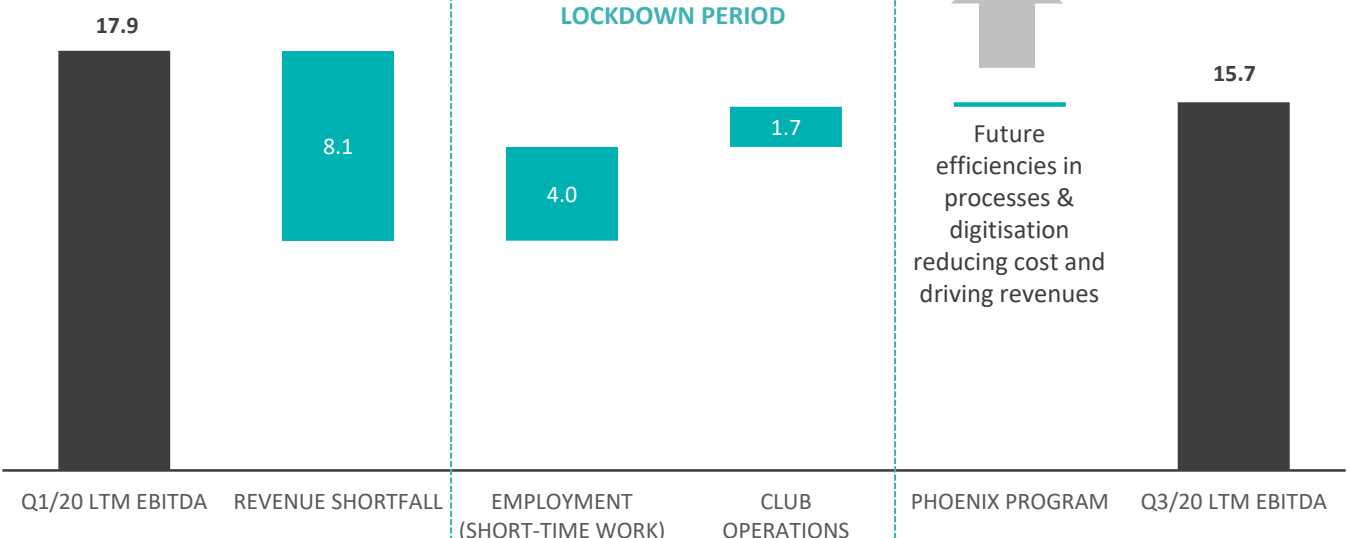 LOCKDOWN PERIOD
17.9
15.7
8.1
4.0
1.7
Future
efficiencies in
processes &
digitisation
reducing cost and
driving revenues
Q1/20 LTM EBITDA
REVENUE SHORTFALL
EMPLOYMENT
(SHORT-TIME WORK)
CLUB
OPERATIONS
PHOENIX PROGRAM
Q3/20 LTM EBITDA